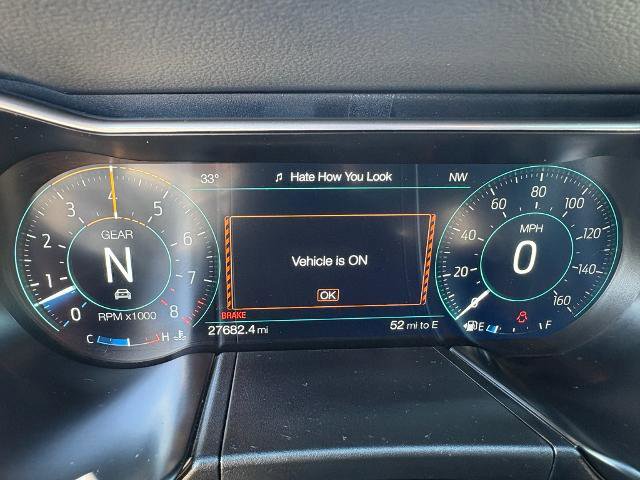 33° ♬ Hate How You Look NW
4
3 5
2 6
1 7
0 8
GEAR
N
RPM x1000
C H
Vehicle is ON
OK
BRAKE
27682.4 mi 52 mi to E
80
60 100
40 120
20 140
0 160
MPH
0
E F